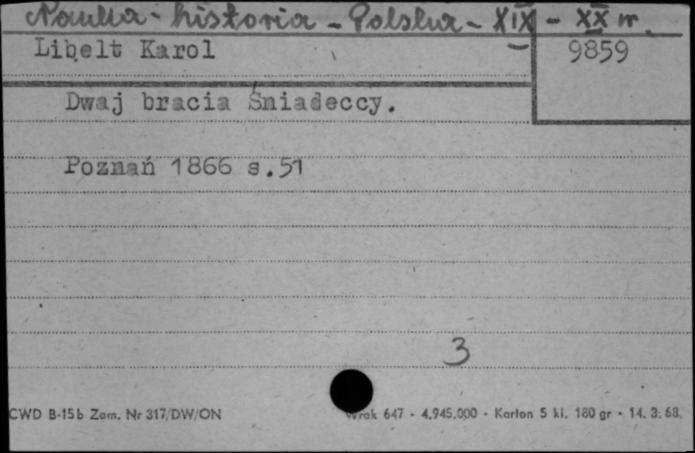 Nauka - historia - Polska - XIX - XX w.
Libelt Karol
9859
Dwaj bracia Śniadeccy.
Poznań 1866 s.51
3
CWD B-15b Zam. Nr 317/DW/ON
Wrak 647 - 4.945.000 - Karton 5 kl. 180 gr - 14. 3. 68.